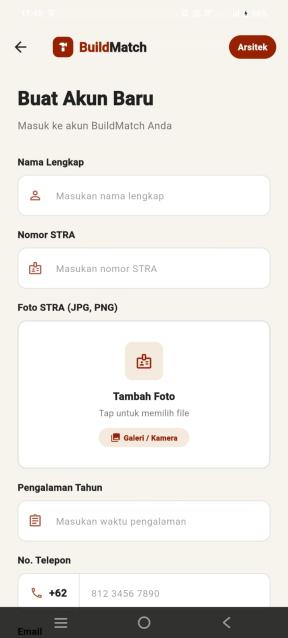 17:43
BuildMatch
Arsitek
Buat Akun Baru
Masuk ke akun BuildMatch Anda
Nama Lengkap
Masukan nama lengkap
Nomor STRA
Masukan nomor STRA
Foto STRA (JPG, PNG)
Tambah Foto
Tap untuk memilih file
Galeri / Kamera
Pengalaman Tahun
Masukan waktu pengalaman
No. Telepon
+62
812 3456 7890
Email